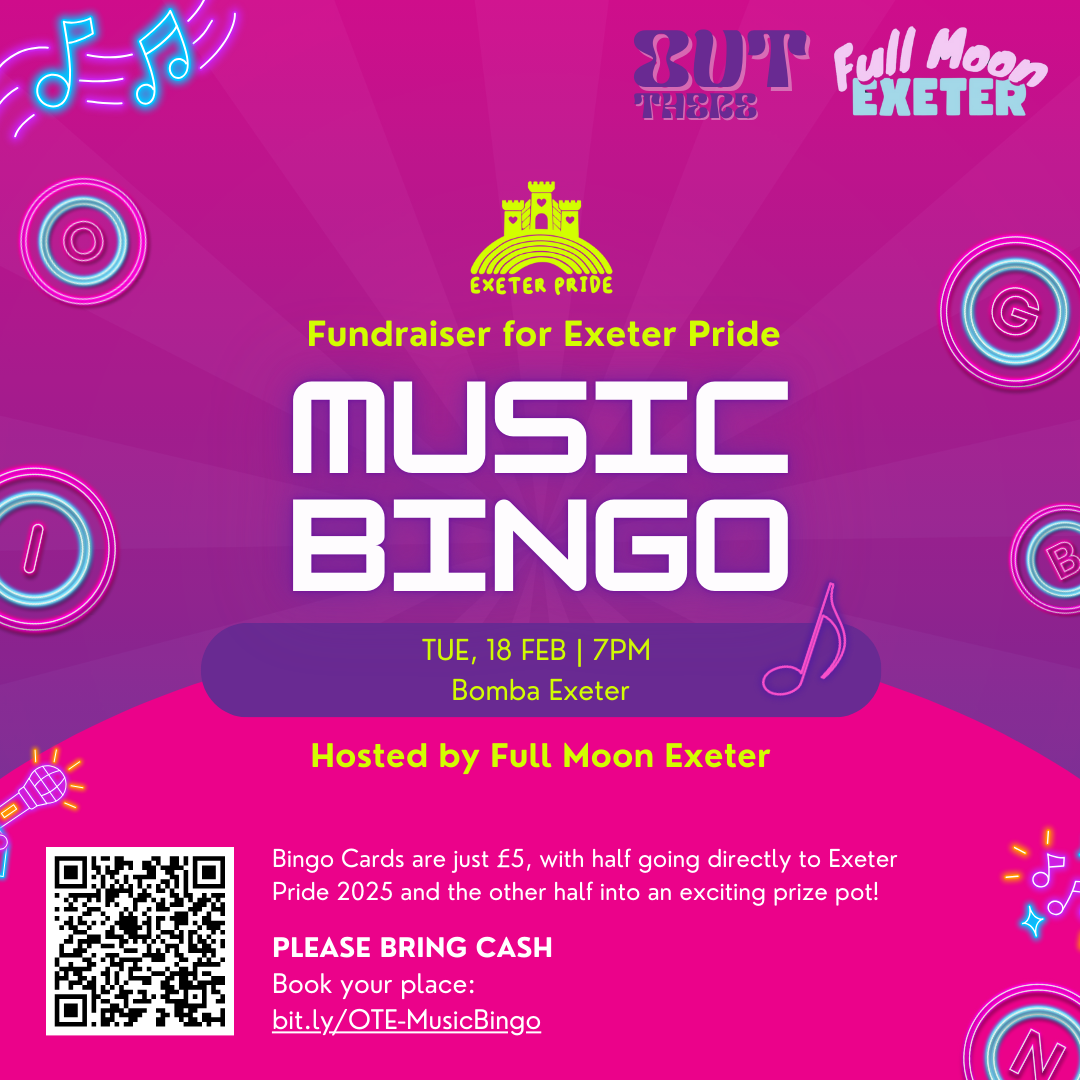 OUT
THERE
Full Moon
EXETER
EXETER PRIDE
Fundraiser for Exeter Pride
MUSIC
BINGO
TUE, 18 FEB | 7PM
Bomba Exeter
Hosted by Full Moon Exeter
O
G
I
B
Bingo Cards are just £5, with half going directly to Exeter
Pride 2025 and the other half into an exciting prize pot!
PLEASE BRING CASH
Book your place:
bit.ly/OTE-MusicBingo
N